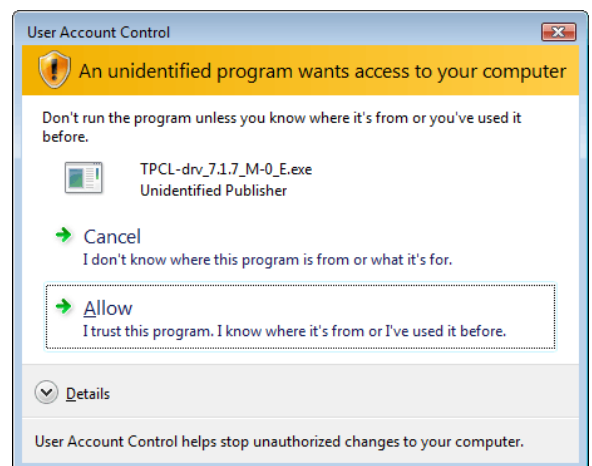 User Account Control
An unidentified program wants access to your computer
Don't run the program unless you know where it's from or you've used it
before.
TPCL-drv_7.1.7_M-0_E.exe
Unidentified Publisher
Cancel
I don't know where this program is from or what it's for.
Allow
I trust this program. I know where it's from or I've used it before.
Details
User Account Control helps stop unauthorized changes to your computer.